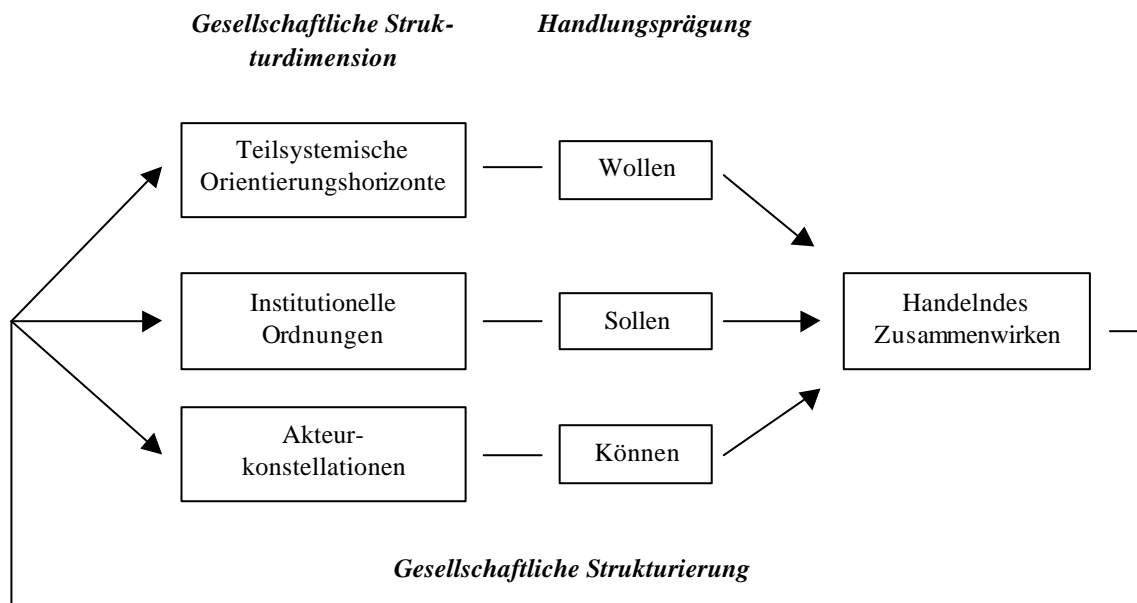 Gesellschaftliche Struk-
turdimension
Handlungsprägung
Teilsystemische
Orientierungshorizonte
Wollen
Institutionelle
Ordnungen
Sollen
Handelndes
Zusammenwirken
Akteur-
konstellationen
Können
Gesellschaftliche Strukturierung